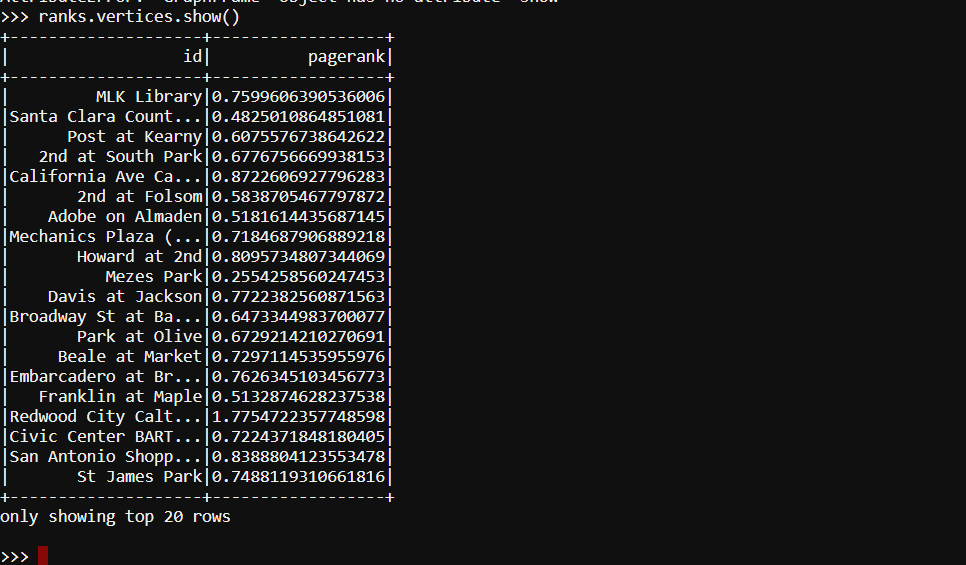 AttributeError: 'GraphFrame' object has no attribute 'show'
>>> ranks.vertices.show()
+--------------------+------------------+
|                  id|          pagerank|
+--------------------+------------------+
|         MLK Library|0.7599606390536006|
|Santa Clara Count...|0.4825010864851081|
|      Post at Kearny|0.6075576738642622|
|   2nd at South Park|0.6776756669938153|
|California Ave Ca...|0.8722606927796283|
|       2nd at Folsom|0.5838705467797872|
|    Adobe on Almaden|0.5181614435687145|
|Mechanics Plaza (...|0.7184687906889218|
|       Howard at 2nd|0.8095734807344069|
|          Mezes Park|0.2554258560247453|
|    Davis at Jackson|0.7722382560871563|
|Broadway St at Ba...|0.6473344983700077|
|       Park at Olive|0.6729214210270691|
|     Beale at Market|0.7297114535955976|
|Embarcadero at Br...|0.7626345103456773|
|   Franklin at Maple|0.5132874628237538|
|Redwood City Calt...|1.7754722357748598|
|Civic Center BART...|0.7224371848180405|
|San Antonio Shopp...|0.8388804123553478|
|       St James Park|0.7488119310661816|
+--------------------+------------------+
only showing top 20 rows
>>>